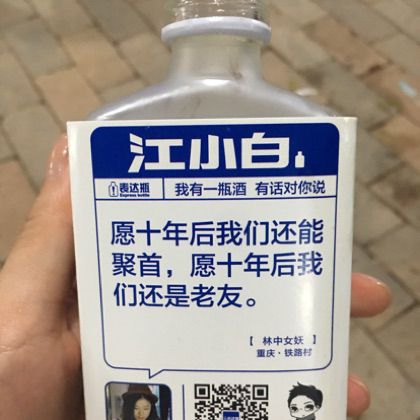 江小白
表达瓶 我有一瓶酒 有话对你说
Express bottle
愿十年后我们还能
聚首，愿十年后我
们还是老友。
【 林中女妖 】
重庆·铁路村